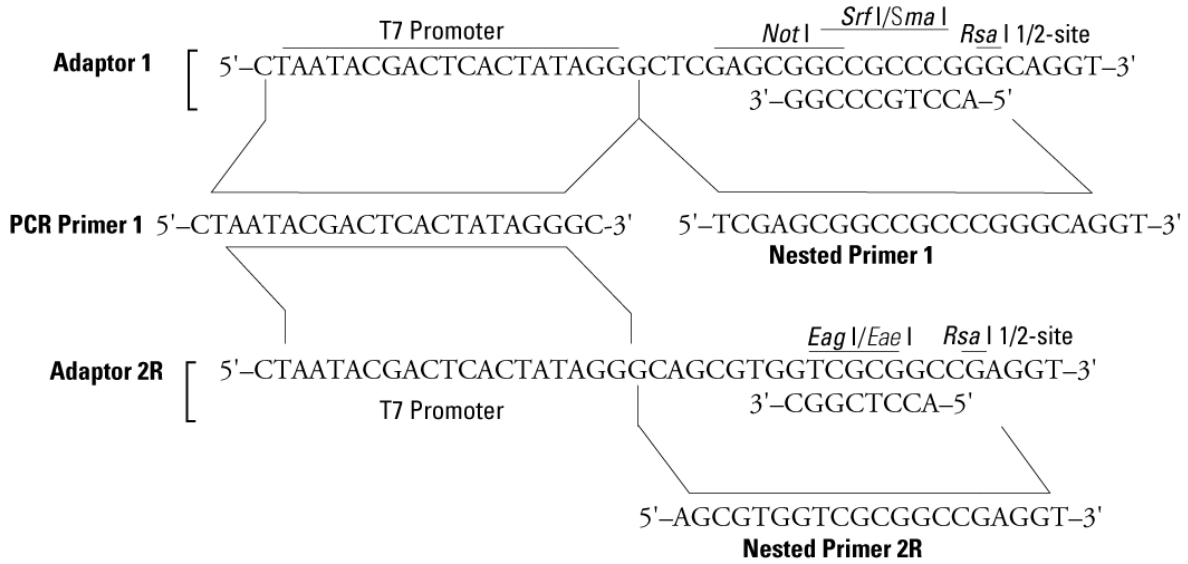 T7 Promoter Not I Srf I/Sma I Rsa I 1/2-site
Adaptor 1 5'–CTAATACGACTCACTATAGGGCTCGAGCGGCCGCCCGGGCAGGT–3'
3'–GGCCCGTCCA–5'
PCR Primer 1 5'–CTAATACGACTCACTATAGGGC-3' 5'–TCGAGCGGCCGCCCGGGCAGGT–3'
Nested Primer 1
Eag I/Eae I Rsa I 1/2-site
Adaptor 2R 5'–CTAATACGACTCACTATAGGGCAGCGTGGTCGCGGCCGAGGT–3'
T7 Promoter 3'–CGGCTCCA–5'
5'–AGCGTGGTCGCGGCCGAGGT–3'
Nested Primer 2R